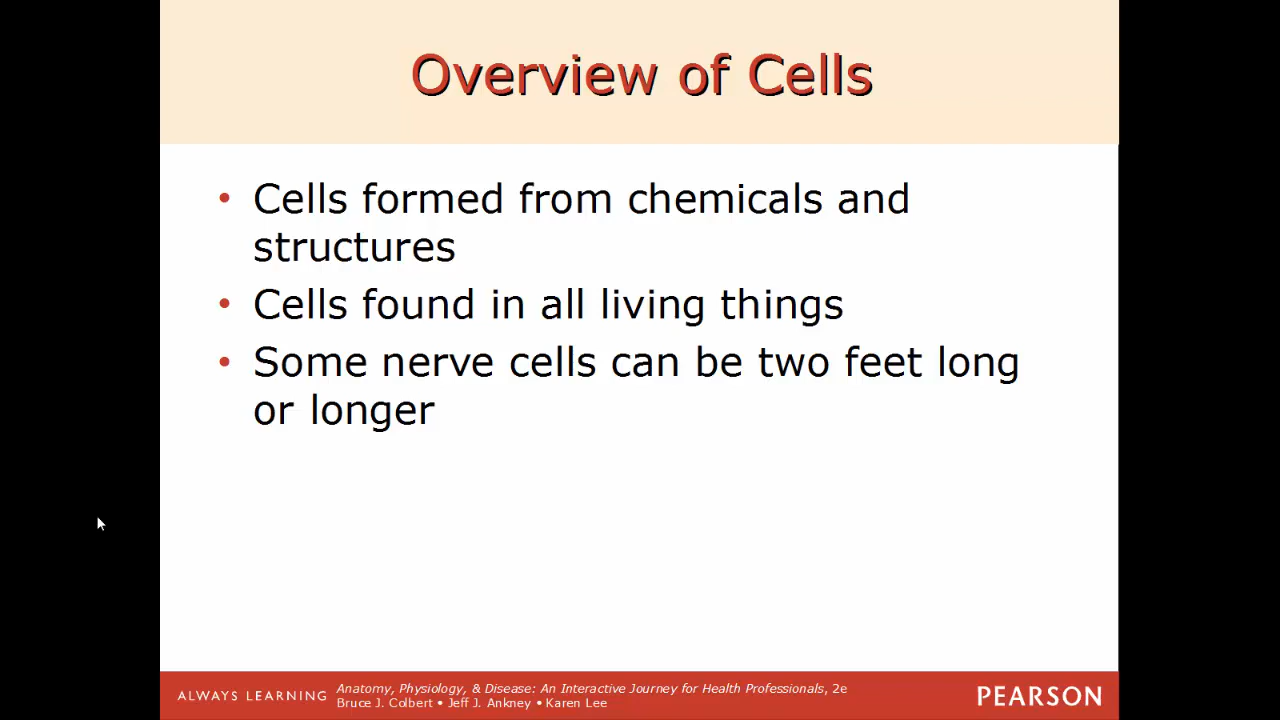 Overview of Cells
• Cells formed from chemicals and
structures
• Cells found in all living things
• Some nerve cells can be two feet long
or longer
ALWAYS LEARNING
Anatomy, Physiology, & Disease: An Interactive Journey for Health Professionals, 2e
Bruce J. Colbert • Jeff J. Ankney • Karen Lee
PEARSON